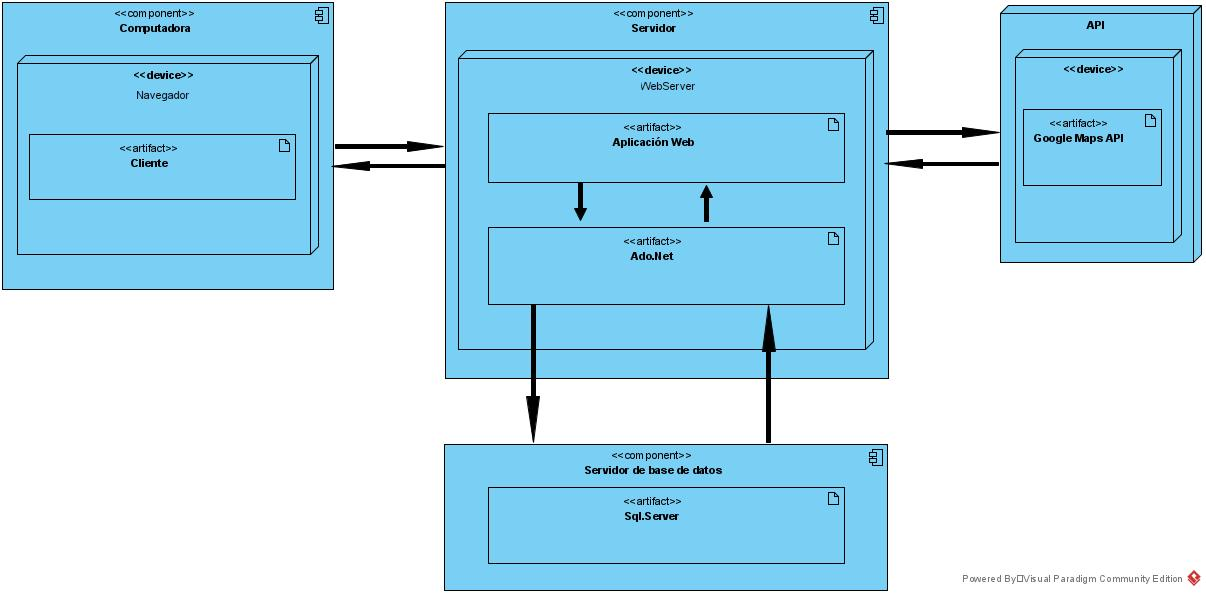 <<component>>
Computadora
<<device>>
Navegador
<<artifact>>
Cliente
<<component>>
Servidor
<<device>>
WebServer
<<artifact>>
Aplicación Web
<<artifact>>
Ado.Net
API
<<device>>
<<artifact>>
Google Maps API
<<component>>
Servidor de base de datos
<<artifact>>
Sql.Server
Powered By Visual Paradigm Community Edition